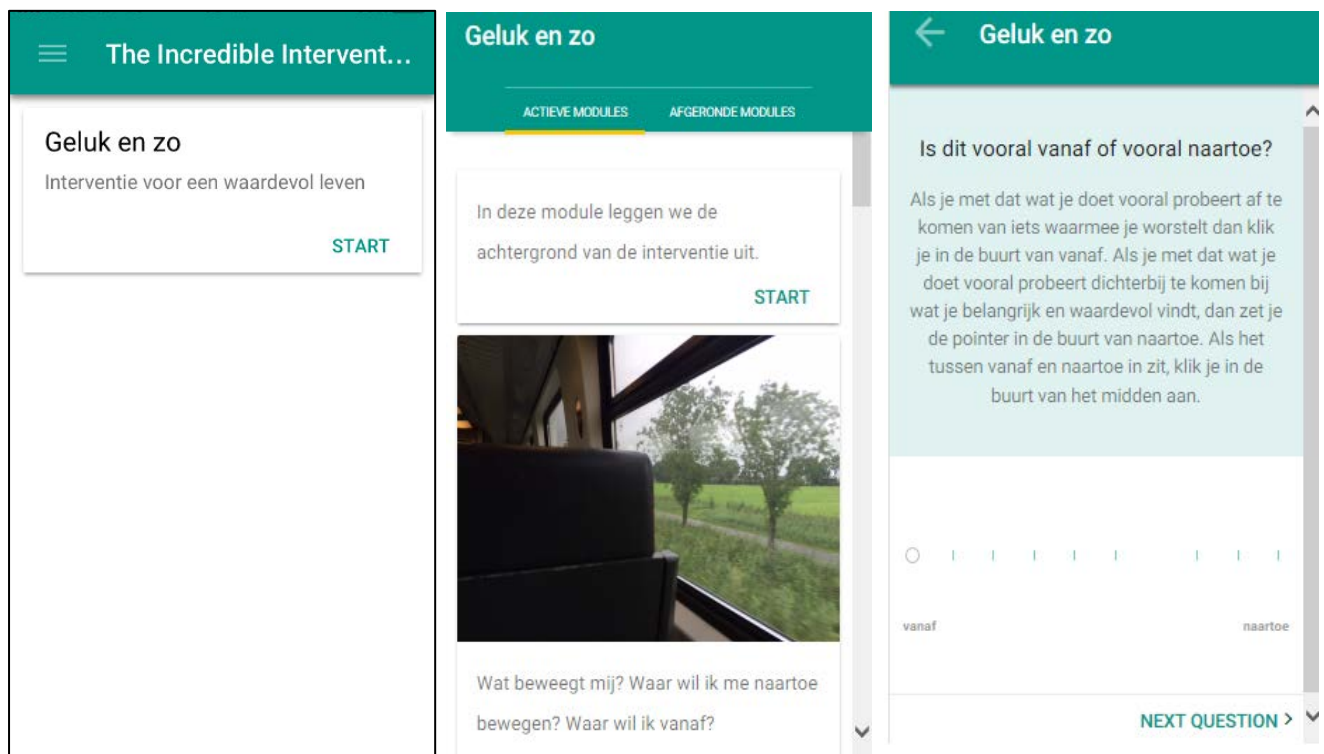 The Incredible Intervent...
Geluk en zo
Interventie voor een waardevol leven
START
Geluk en zo
ACTIEVE MODULES
AFGERONDE MODULES
In deze module leggen we de
achtergrond van de interventie uit.
START
Wat beweegt mij? Waar wil ik me naartoe
bewegen? Waar wil ik vanaf?
Geluk en zo
Is dit vooral vanaf of vooral naartoe?
Als je met dat wat je doet vooral probeert af te
komen van iets waarmee je worstelt dan klik
je in de buurt van vanaf. Als je met dat wat je
doet vooral probeert dichterbij te komen bij
wat je belangrijk en waardevol vindt, dan zet je
de pointer in de buurt van naartoe. Als het
tussen vanaf en naartoe in zit, klik je in de
buurt van het midden aan.
vanaf
naartoe
NEXT QUESTION >